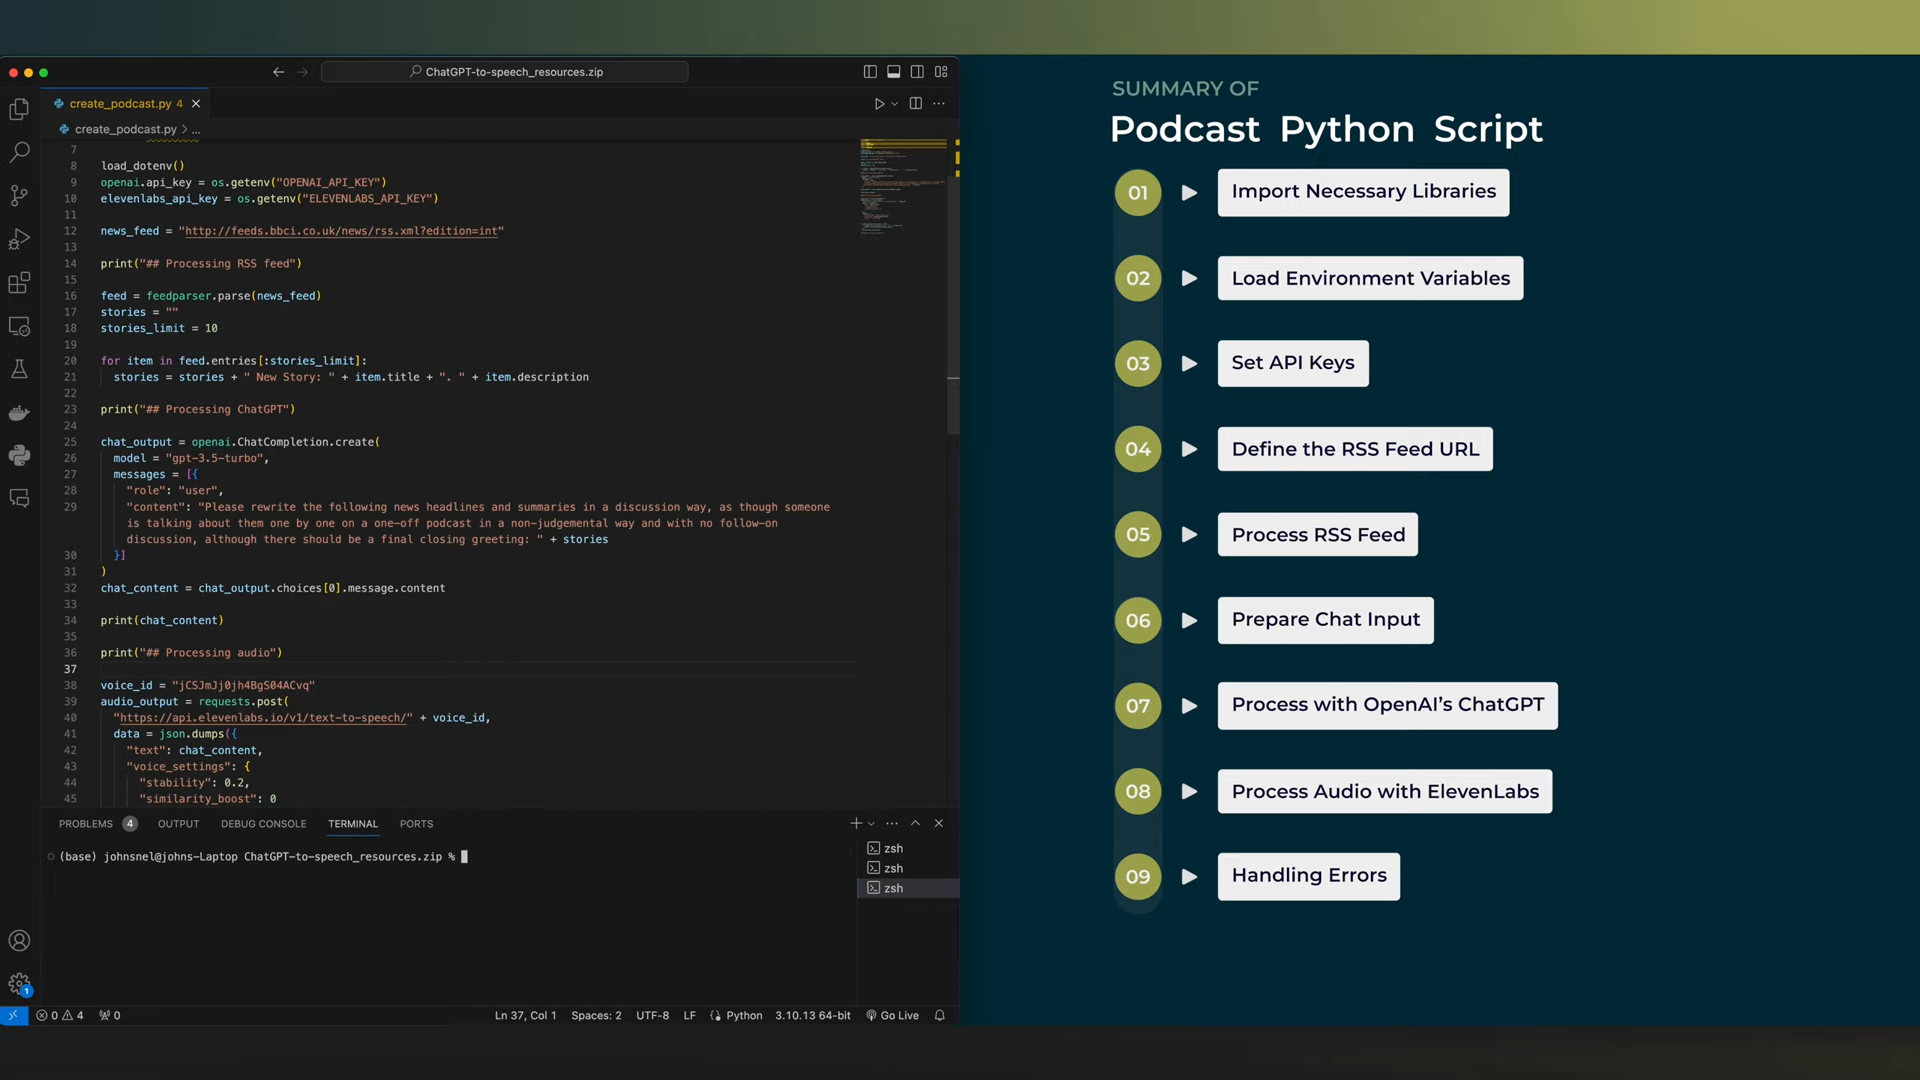 ChatGPT-to-speech_resources.zip
create_podcast.py 4
create_podcast.py > ...
7
8 load_dotenv()
9 openai.api_key = os.getenv("OPENAI_API_KEY")
10 elevenlabs_api_key = os.getenv("ELEVENLABS_API_KEY")
11
12 news_feed = "http://feeds.bbci.co.uk/news/rss.xml?edition=int"
13
14 print("## Processing RSS feed")
15
16 feed = feedparser.parse(news_feed)
17 stories = ""
18 stories_limit = 10
19
20 for item in feed.entries[:stories_limit]:
21 stories = stories + " New Story: " + item.title + ". " + item.description
22
23 print("## Processing ChatGPT")
24
25 chat_output = openai.ChatCompletion.create(
26 model = "gpt-3.5-turbo",
27 messages = [{
28 "role": "user",
29 "content": "Please rewrite the following news headlines and summaries in a discussion way, as though someone
is talking about them one by one on a one-off podcast in a non-judgemental way and with no follow-on
discussion, although there should be a final closing greeting: " + stories
30 }]
31 )
32 chat_content = chat_output.choices[0].message.content
33
34 print(chat_content)
35
36 print("## Processing audio")
37
38 voice_id = "jCSJmJj0jh4BgS04ACvq"
39 audio_output = requests.post(
40 "https://api.elevenlabs.io/v1/text-to-speech/" + voice_id,
41 data = json.dumps({
42 "text": chat_content,
43 "voice_settings": {
44 "stability": 0.2,
45 "similarity_boost": 0
PROBLEMS 4 OUTPUT DEBUG CONSOLE TERMINAL PORTS
(base) johnsnel@johns-Laptop ChatGPT-to-speech_resources.zip %
zsh
zsh
zsh
1
0 4 0 Ln 37, Col 1 Spaces: 2 UTF-8 LF Python 3.10.13 64-bit Go Live
SUMMARY OF
Podcast Python Script
01 Import Necessary Libraries
02 Load Environment Variables
03 Set API Keys
04 Define the RSS Feed URL
05 Process RSS Feed
06 Prepare Chat Input
07 Process with OpenAI’s ChatGPT
08 Process Audio with ElevenLabs
09 Handling Errors